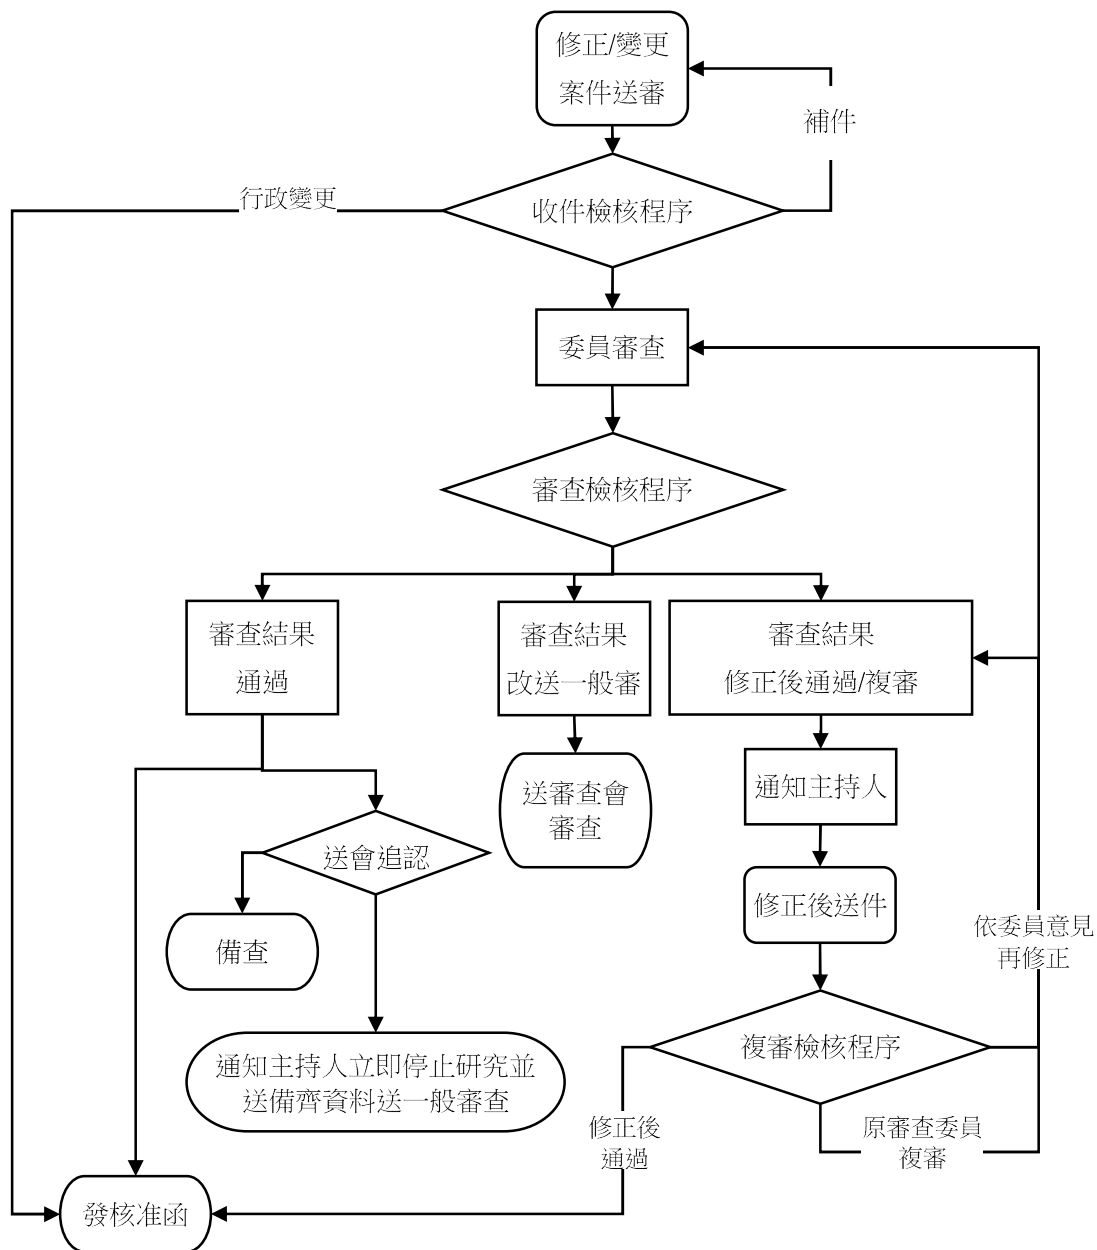 修正/變更
案件送審
補件
行政變更
收件檢核程序
委員審查
審查檢核程序
審查結果
通過
審查結果
改送一般審
審查結果
修正後通過/複審
通知主持人
送審查會
審查
送會追認
修正後送件
備查
依委員意見
再修正
複審檢核程序
通知主持人立即停止研究並
送備齊資料送一般審查
修正後
通過
原審查委員
複審
發核准函